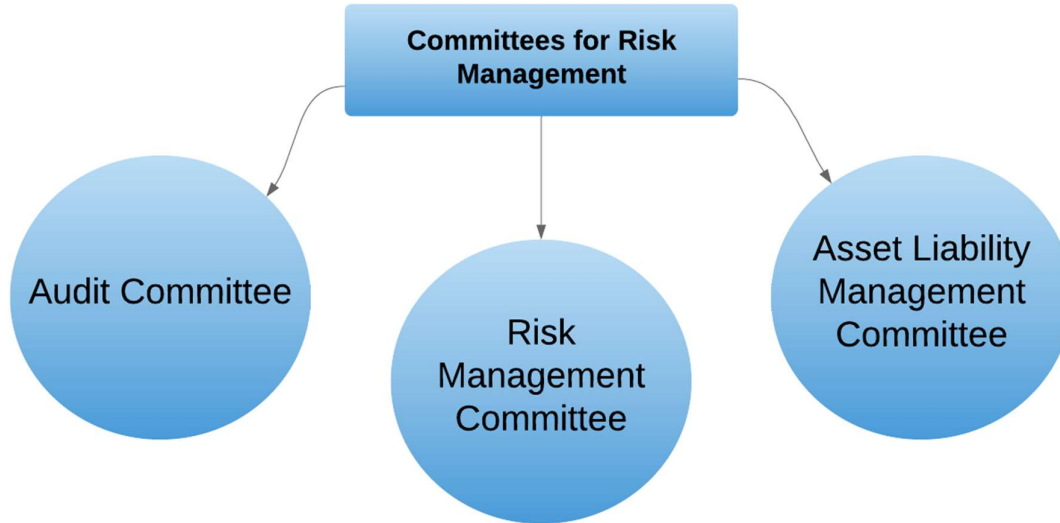 Committees for Risk
Management
Audit Committee
Risk
Management
Committee
Asset Liability
Management
Committee